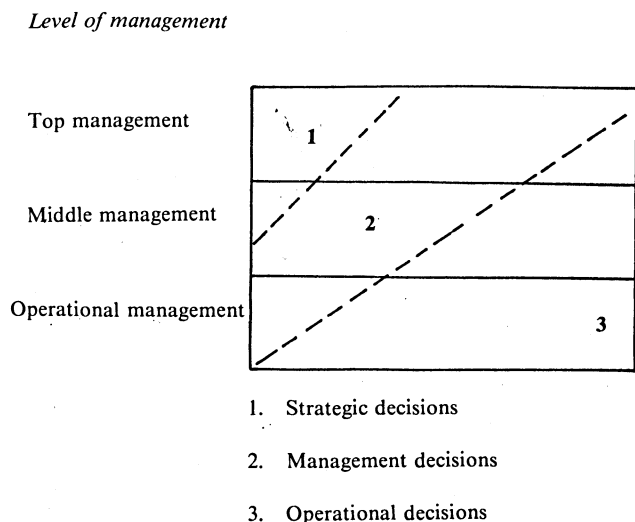 Level of management
Top management
1
Middle management
2
Operational management
3
1. Strategic decisions
2. Management decisions
3. Operational decisions